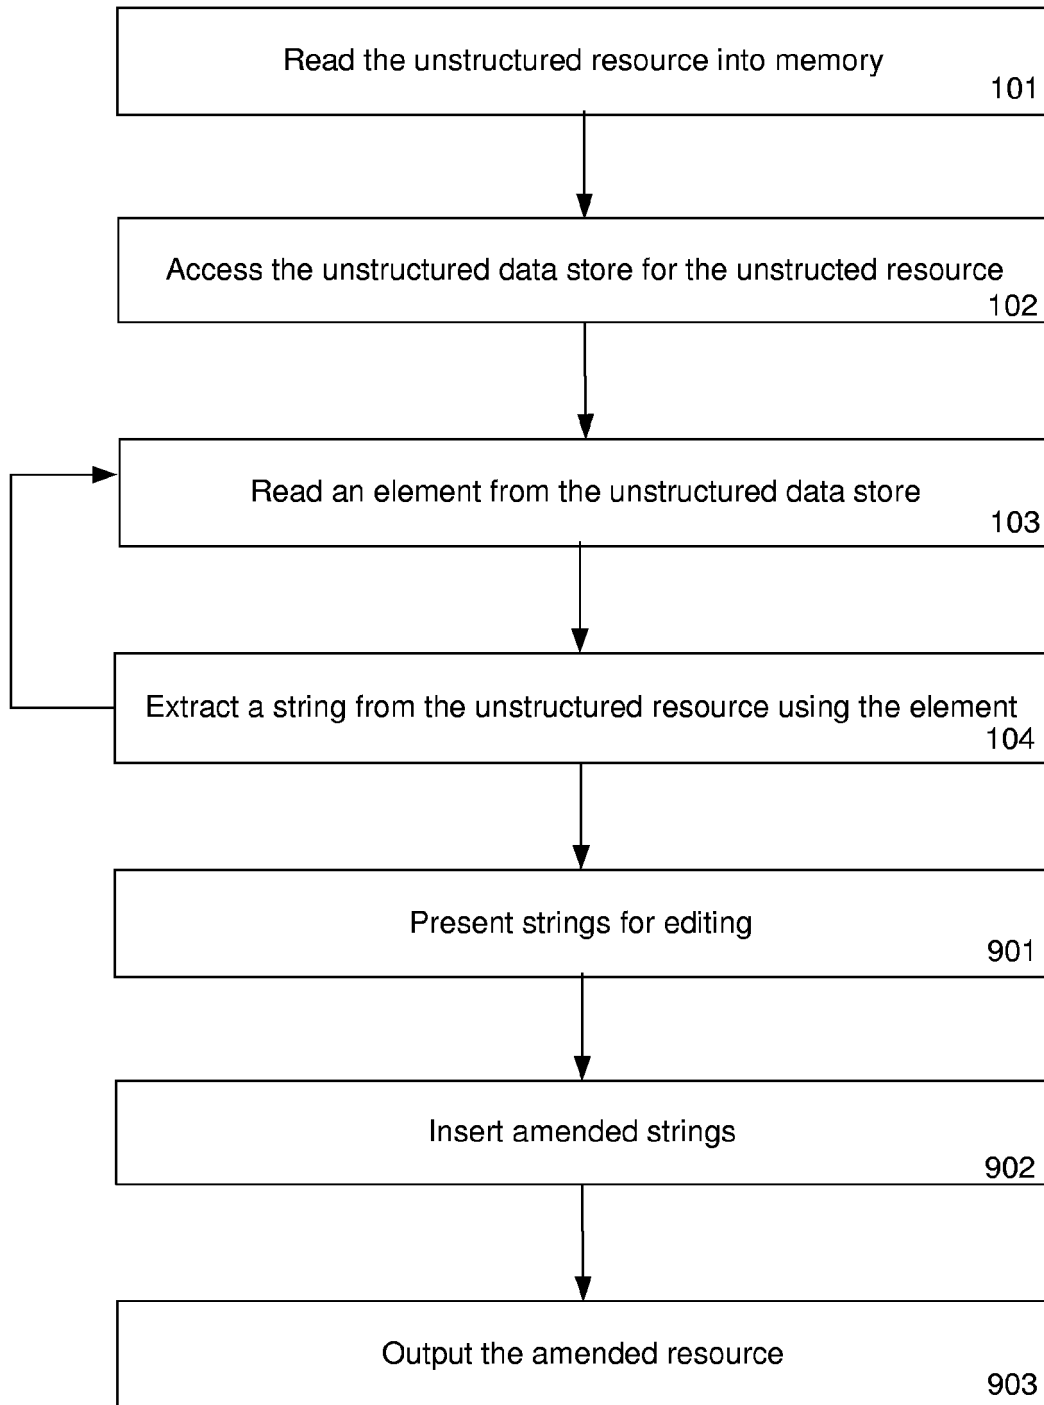 Read the unstructured resource into memory
101
Access the unstructured data store for the unstructed resource
102
Read an element from the unstructured data store
103
Extract a string from the unstructured resource using the element
104
Present strings for editing
901
Insert amended strings
902
Output the amended resource
903